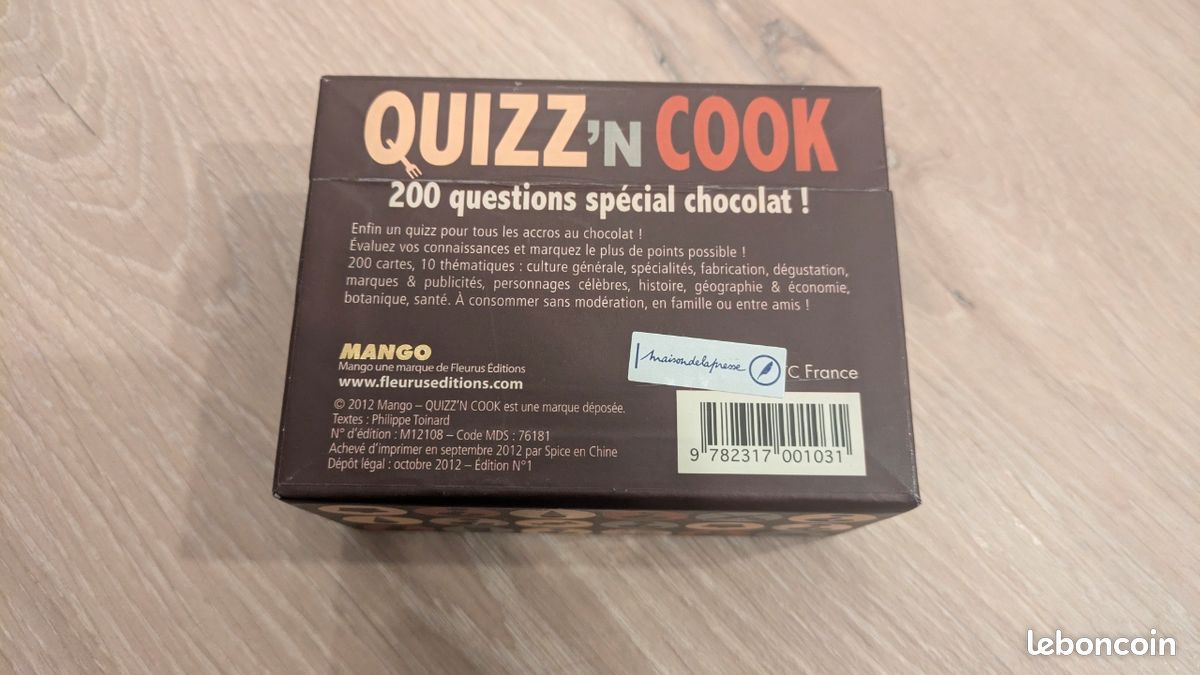 QUIZZ'N COOK
200 questions spécial chocolat !
Enfin un quizz pour tous les accros au chocolat !
Évaluez vos connaissances et marquez le plus de points possible !
200 cartes, 10 thématiques : culture générale, spécialités, fabrication, dégustation,
marques & publicités, personnages célèbres, histoire, géographie & économie,
botanique, santé. À consommer sans modération, en famille ou entre amis !
MANGO
Mango une marque de Fleurus Éditions
www.fleuruseditions.com
maisondelapresse
C France
© 2012 Mango – QUIZZ'N COOK est une marque déposée.
Textes : Philippe Toinard
N° d'édition : M12108 – Code MDS : 76181
Achevé d'imprimer en septembre 2012 par Spice en Chine
Dépôt légal : octobre 2012 – Édition N°1
9 782317 001031
leboncoin